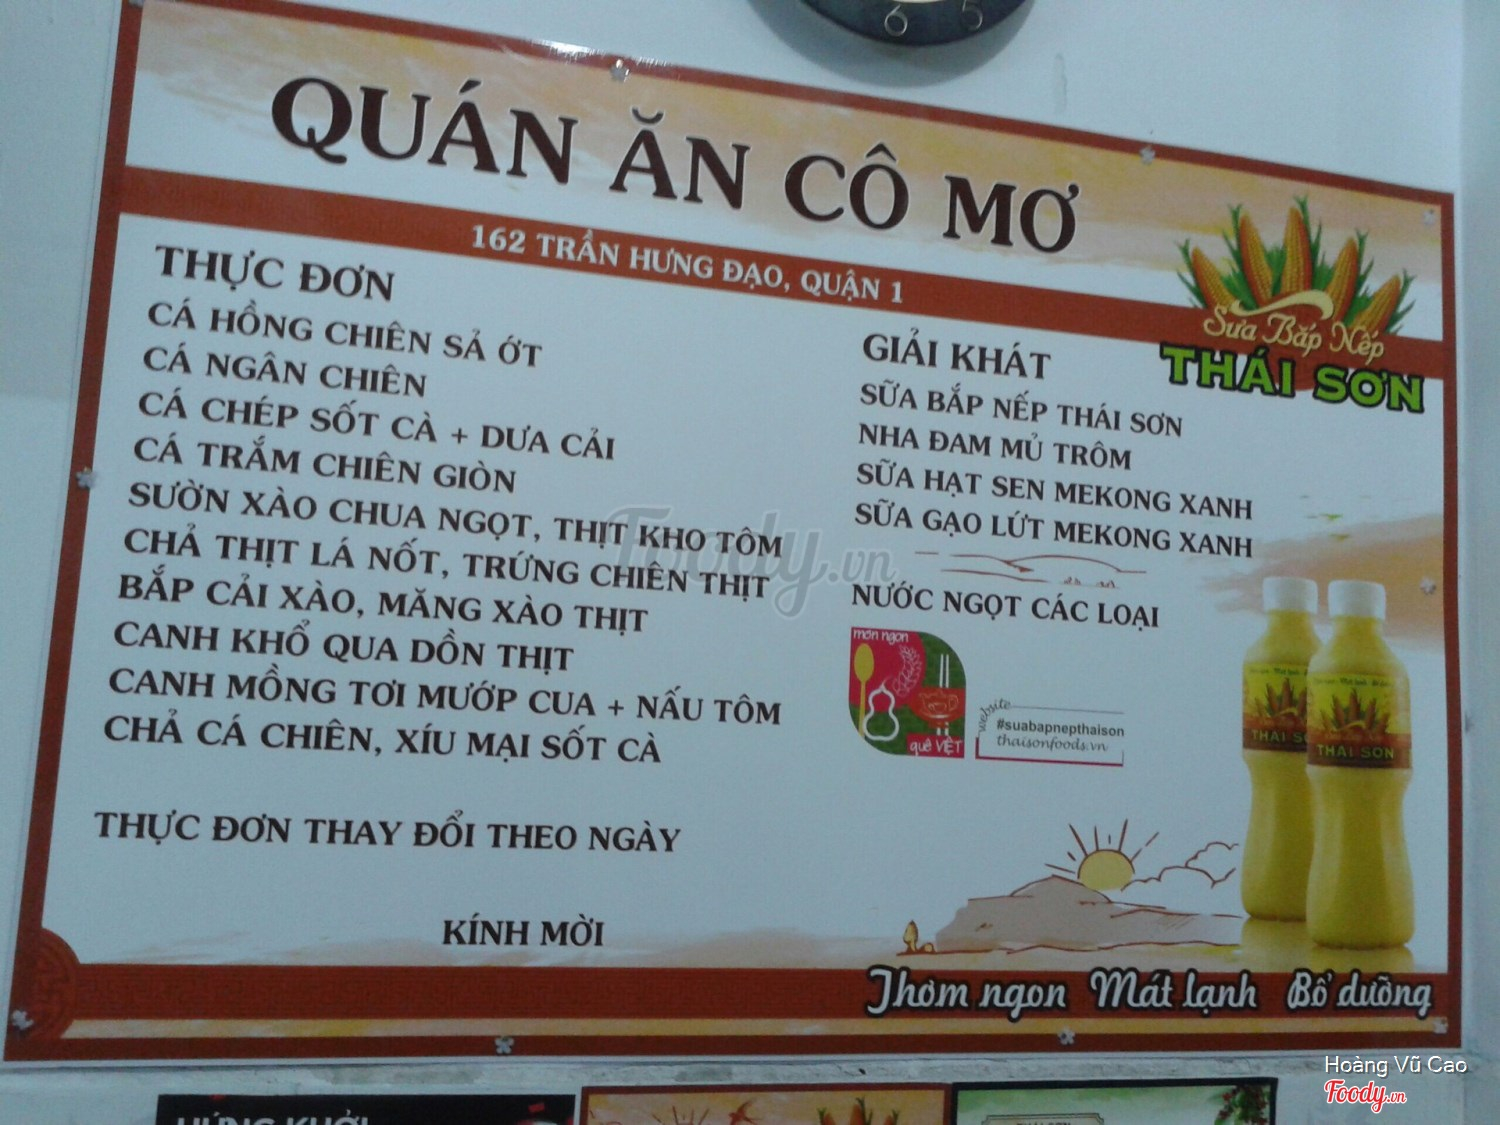 6 5
QUÁN ĂN CÔ MƠ
162 TRẦN HƯNG ĐẠO, QUẬN 1
Sữa Bắp Nếp
THÁI SƠN
THỰC ĐƠN
CÁ HỒNG CHIÊN SẢ ỚT
CÁ NGÂN CHIÊN
CÁ CHÉP SỐT CÀ + DƯA CẢI
CÁ TRẮM CHIÊN GIÒN
SƯỜN XÀO CHUA NGỌT, THỊT KHO TÔM
CHẢ THỊT LÁ NỐT, TRỨNG CHIÊN THỊT
BẮP CẢI XÀO, MĂNG XÀO THỊT
CANH KHỔ QUA DỒN THỊT
CANH MỒNG TƠI MƯỚP CUA + NẤU TÔM
CHẢ CÁ CHIÊN, XÍU MẠI SỐT CÀ
THỰC ĐƠN THAY ĐỔI THEO NGÀY
KÍNH MỜI
GIẢI KHÁT
SỮA BẮP NẾP THÁI SƠN
NHA ĐAM MỦ TRÔM
SỮA HẠT SEN MEKONG XANH
SỮA GẠO LỨT MEKONG XANH
NƯỚC NGỌT CÁC LOẠI
món ngon
quê VIỆT
website
#suabapnepthaison
thaisonfoods.vn
THÁI SƠN
Thơm ngon Mát lạnh Bổ dưỡng
Foody.vn
HỨNG KHỞI
Hoàng Vũ Cao
Foody.vn